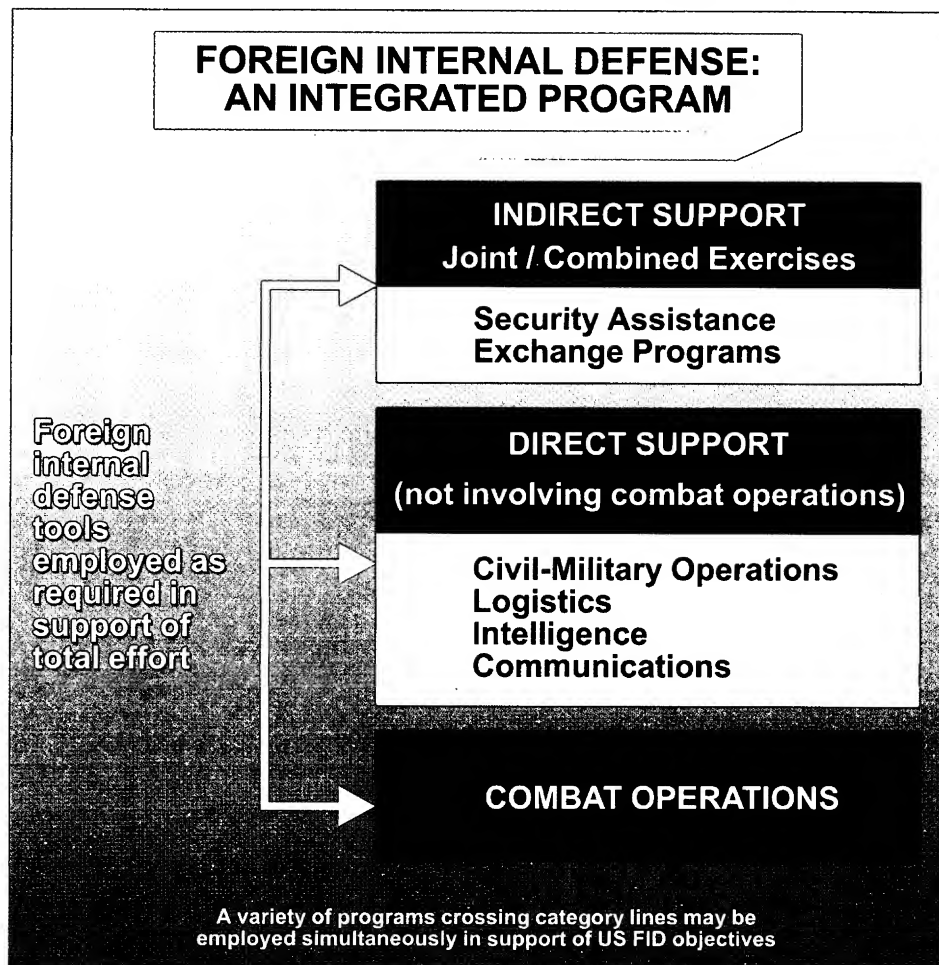 FOREIGN INTERNAL DEFENSE:
AN INTEGRATED PROGRAM
INDIRECT SUPPORT
Joint / Combined Exercises
Security Assistance
Exchange Programs
Foreign
internal
defense
tools
employed as
required in
support of
total effort
DIRECT SUPPORT
(not involving combat operations)
Civil-Military Operations
Logistics
Intelligence
Communications
COMBAT OPERATIONS
A variety of programs crossing category lines may be
employed simultaneously in support of US FID objectives